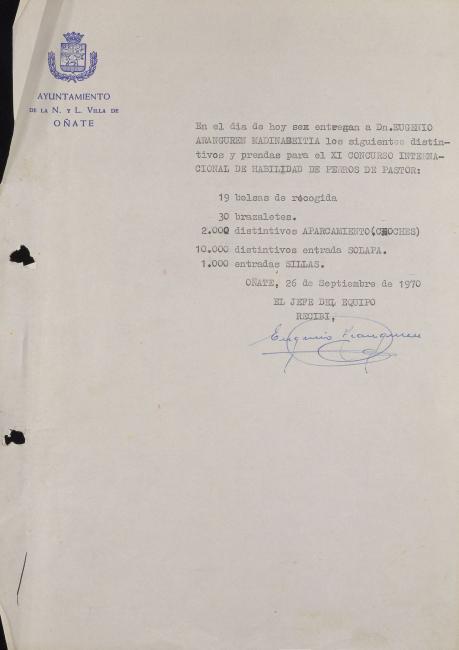 AYUNTAMIENTO
DE LA N. Y L. VILLA DE
OÑATE
En el dia de hoy sex entregan a Dn.EUGENIO
ARANGUREN MADINABEITIA los siguientes distin-
tivos y prendas para el XI CONCURSO INTERNA-
CIONAL DE HABILIDAD DE PERROS DE PASTOR:
19 bolsas de recogida
30 brazaletes.
2.000 distintivos APARCAMIENTO(COCHES)
10.000 distintivos entrada SOLAPA.
1.000 entradas SILLAS.
OÑATE, 26 de Septiembre de 1970
EL JEFE DEL EQUIPO
RECIBI,
Eugenio Aranguren